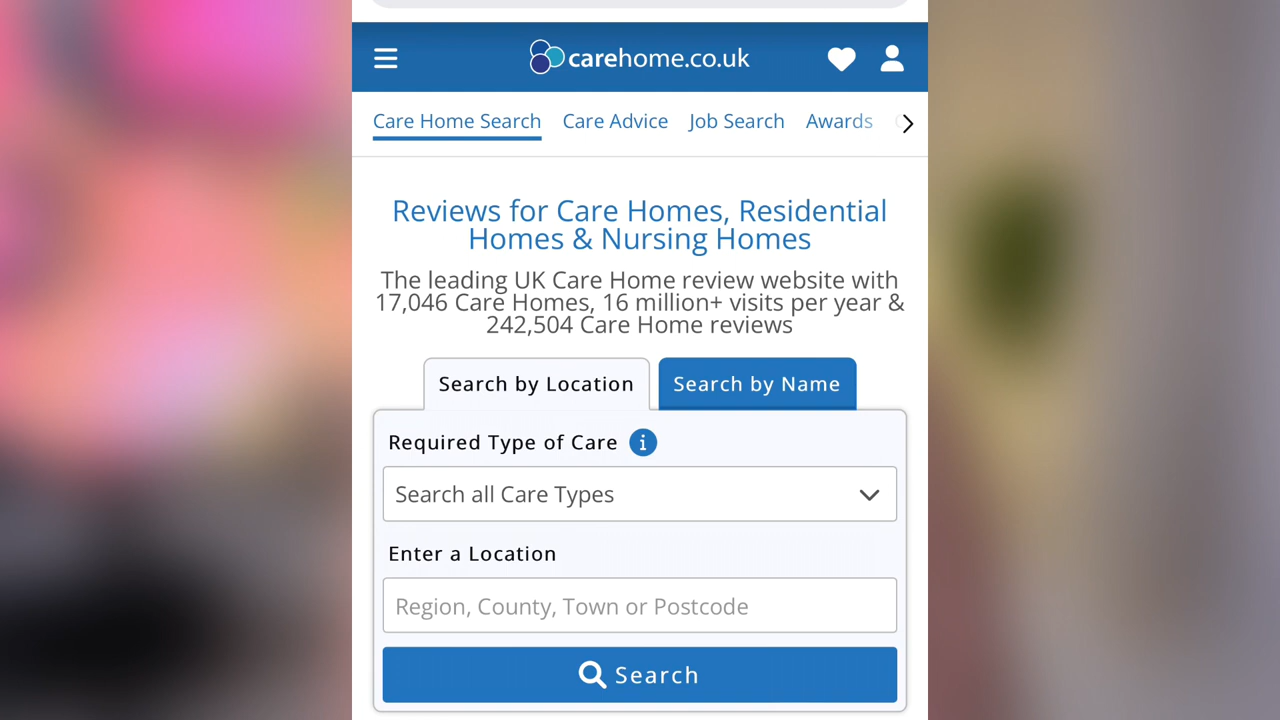 carehome.co.uk
Care Home Search Care Advice Job Search Awards
Reviews for Care Homes, Residential
Homes & Nursing Homes
The leading UK Care Home review website with
17,046 Care Homes, 16 million+ visits per year &
242,504 Care Home reviews
Search by Location Search by Name
Required Type of Care i
Search all Care Types
Enter a Location
Region, County, Town or Postcode
Search